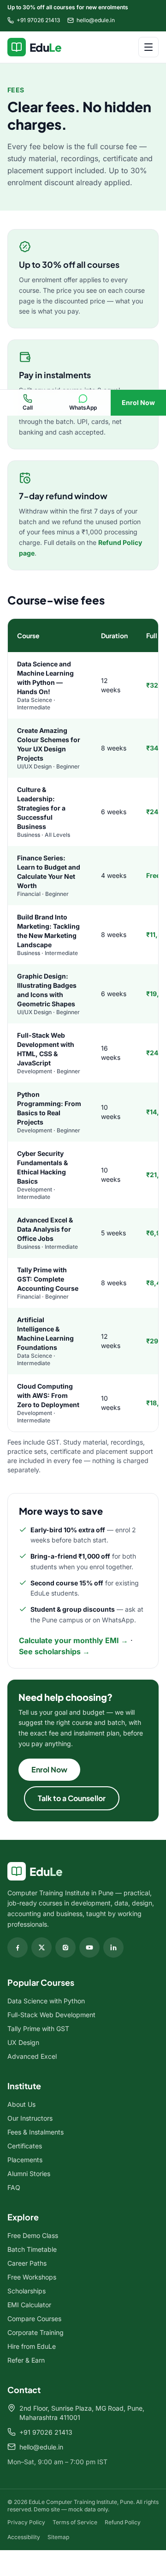 Up to 30% off all courses for new enrolments
+91 97026 21413 hello@edule.in
EduLe
FEES
Clear fees. No hidden
charges.
Every fee below is the full course fee —
study material, recordings, certificate and
placement support included. Up to 30%
enrolment discount already applied.
Up to 30% off all courses
Our enrolment offer applies to every
course. The price shown on each course
is the discounted price — what you
see is what you pay.
Pay in instalments
Call WhatsApp Enrol Now
through the batch. UPI, cards, net
banking and cash accepted.
7-day refund window
Withdraw within the first 7 days of your
batch and we refund the unused portion
of your fees minus a ₹1,000 processing
charge. Full details on the Refund Policy
page.
Course-wise fees
Course Duration Full
Data Science and
Machine Learning
with Python —
Hands On!
Data Science ·
Intermediate
12
weeks
₹32
Create Amazing
Colour Schemes for
Your UX Design
Projects
UI/UX Design · Beginner
8 weeks
₹34
Culture &
Leadership:
Strategies for a
Successful
Business
Business · All Levels
6 weeks
₹24
Finance Series:
Learn to Budget and
Calculate Your Net
Worth
Financial · Beginner
4 weeks
Free
Build Brand Into
Marketing: Tackling
the New Marketing
Landscape
Business · Intermediate
8 weeks
₹11,
Graphic Design:
Illustrating Badges
and Icons with
Geometric Shapes
UI/UX Design · Beginner
6 weeks
₹19,
Full-Stack Web
Development with
HTML, CSS &
JavaScript
Development · Beginner
16
weeks
₹24
Python
Programming: From
Basics to Real
Projects
Development · Beginner
10
weeks
₹14,
Cyber Security
Fundamentals &
Ethical Hacking
Basics
Development ·
Intermediate
10
weeks
₹21,
Advanced Excel &
Data Analysis for
Office Jobs
Business · Intermediate
5 weeks
₹6,9
Tally Prime with
GST: Complete
Accounting Course
Financial · Beginner
8 weeks
₹8,4
Artificial
Intelligence &
Machine Learning
Foundations
Data Science ·
Intermediate
12
weeks
₹29
Cloud Computing
with AWS: From
Zero to Deployment
Development ·
Intermediate
10
weeks
₹18,
Fees include GST. Study material, recordings,
practice sets, certificate and placement support
are included in every fee — nothing is charged
separately.
More ways to save
Early-bird 10% extra off — enrol 2
weeks before batch start.
Bring-a-friend ₹1,000 off for both
students when you enrol together.
Second course 15% off for existing
EduLe students.
Student & group discounts — ask at
the Pune campus or on WhatsApp.
Calculate your monthly EMI → ·
See scholarships →
Need help choosing?
Tell us your goal and budget — we will
suggest the right course and batch, with
the exact fee and instalment plan, before
you pay anything.
Enrol Now
Talk to a Counsellor
EduLe
Computer Training Institute in Pune — practical,
job-ready courses in development, data, design,
accounting, and business, taught by working
professionals.
Popular Courses
Data Science with Python
Full-Stack Web Development
Tally Prime with GST
UX Design
Advanced Excel
Institute
About Us
Our Instructors
Fees & Instalments
Certificates
Placements
Alumni Stories
FAQ
Explore
Free Demo Class
Batch Timetable
Career Paths
Free Workshops
Scholarships
EMI Calculator
Compare Courses
Corporate Training
Hire from EduLe
Refer & Earn
Contact
2nd Floor, Sunrise Plaza, MG Road, Pune,
Maharashtra 411001
+91 97026 21413
hello@edule.in
Mon–Sat, 9:00 am – 7:00 pm IST
© 2026 EduLe Computer Training Institute, Pune. All rights
reserved. Demo site — mock data only.
Privacy Policy Terms of Service Refund Policy
Accessibility Sitemap